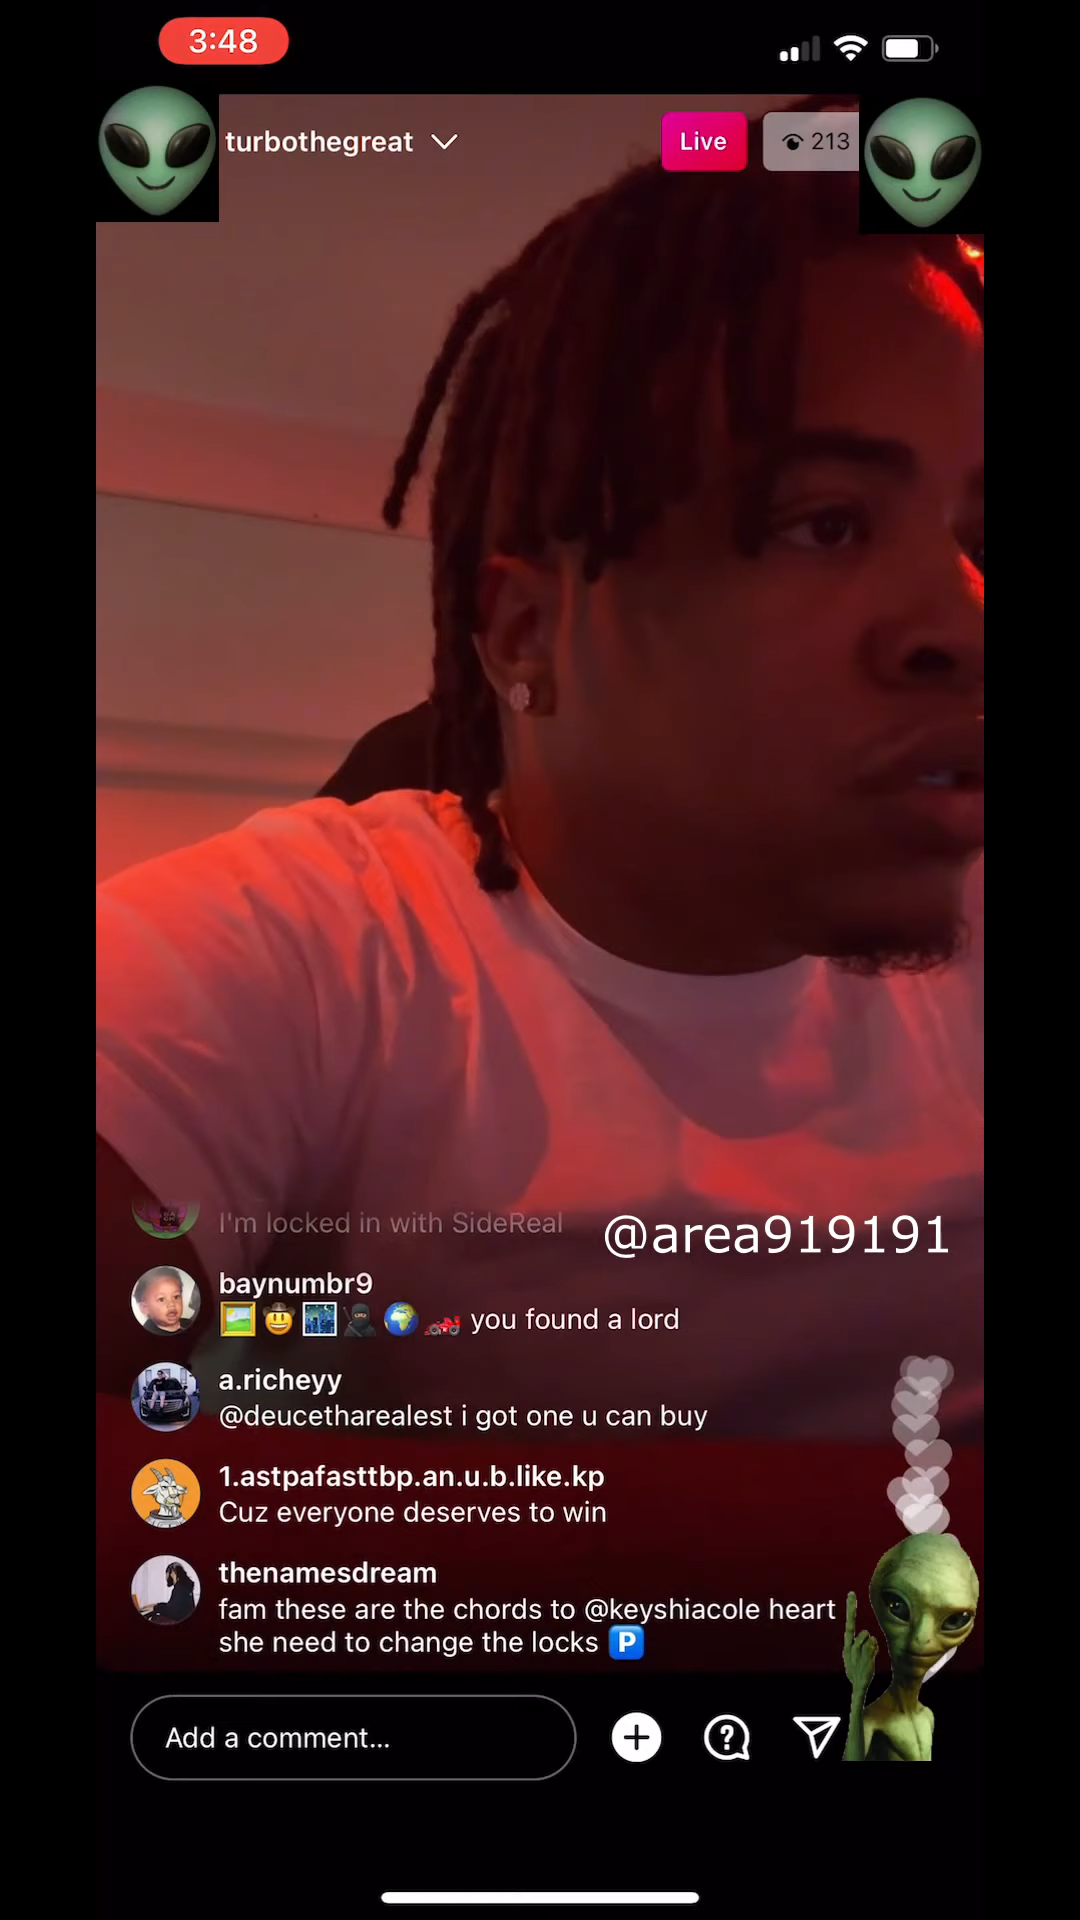 3:48
turbothegreat
Live
213
I'm locked in with SideReal
@area919191
baynumbr9
🖼️🤠🌃🥷🏿🌍🏎️ you found a lord
a.richeyy
@deucetharealest i got one u can buy
1.astpafasttbp.an.u.b.like.kp
Cuz everyone deserves to win
thenamesdream
fam these are the chords to @keyshiacole heart
she need to change the locks 🅿️
Add a comment...